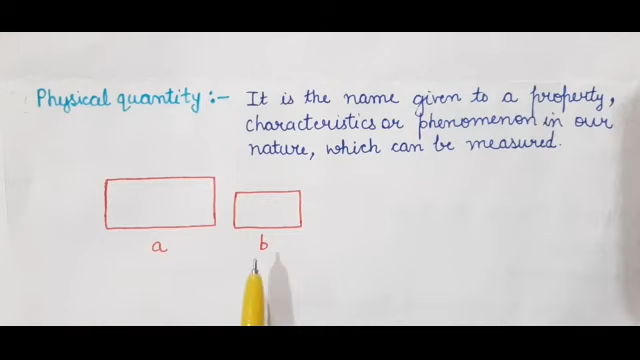 Physical quantity :- It is the name given to a property,
characteristics or phenomenon in our
nature, which can be measured.
a b